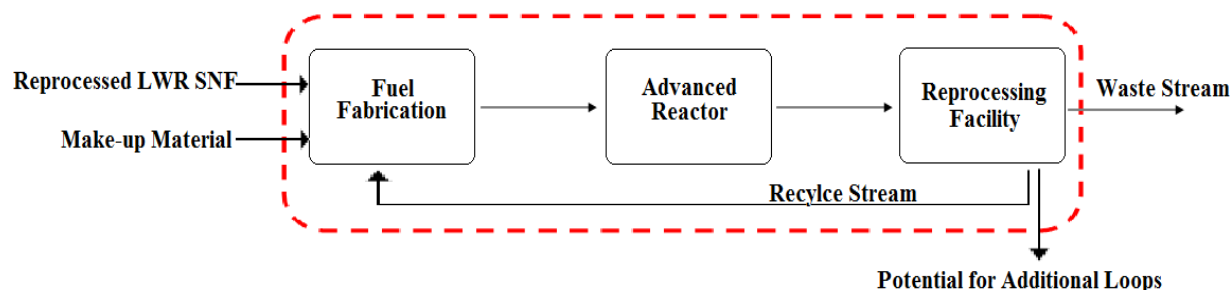 Reprocessed LWR SNF
Make-up Material
Fuel
Fabrication
Advanced
Reactor
Reprocessing
Facility
Waste Stream
Recylce Stream
Potential for Additional Loops